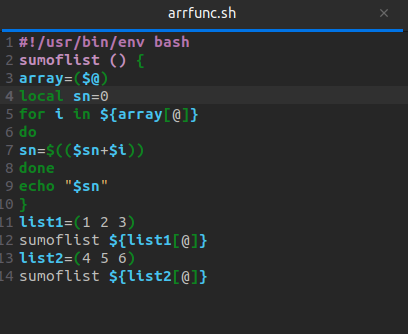 arrfunc.sh
1 #!/usr/bin/env bash
2 sumoflist () {
3 array=($@)
4 local sn=0
5 for i in ${array[@]}
6 do
7 sn=$(($sn+$i))
8 done
9 echo "$sn"
10 }
11 list1=(1 2 3)
12 sumoflist ${list1[@]}
13 list2=(4 5 6)
14 sumoflist ${list2[@]}